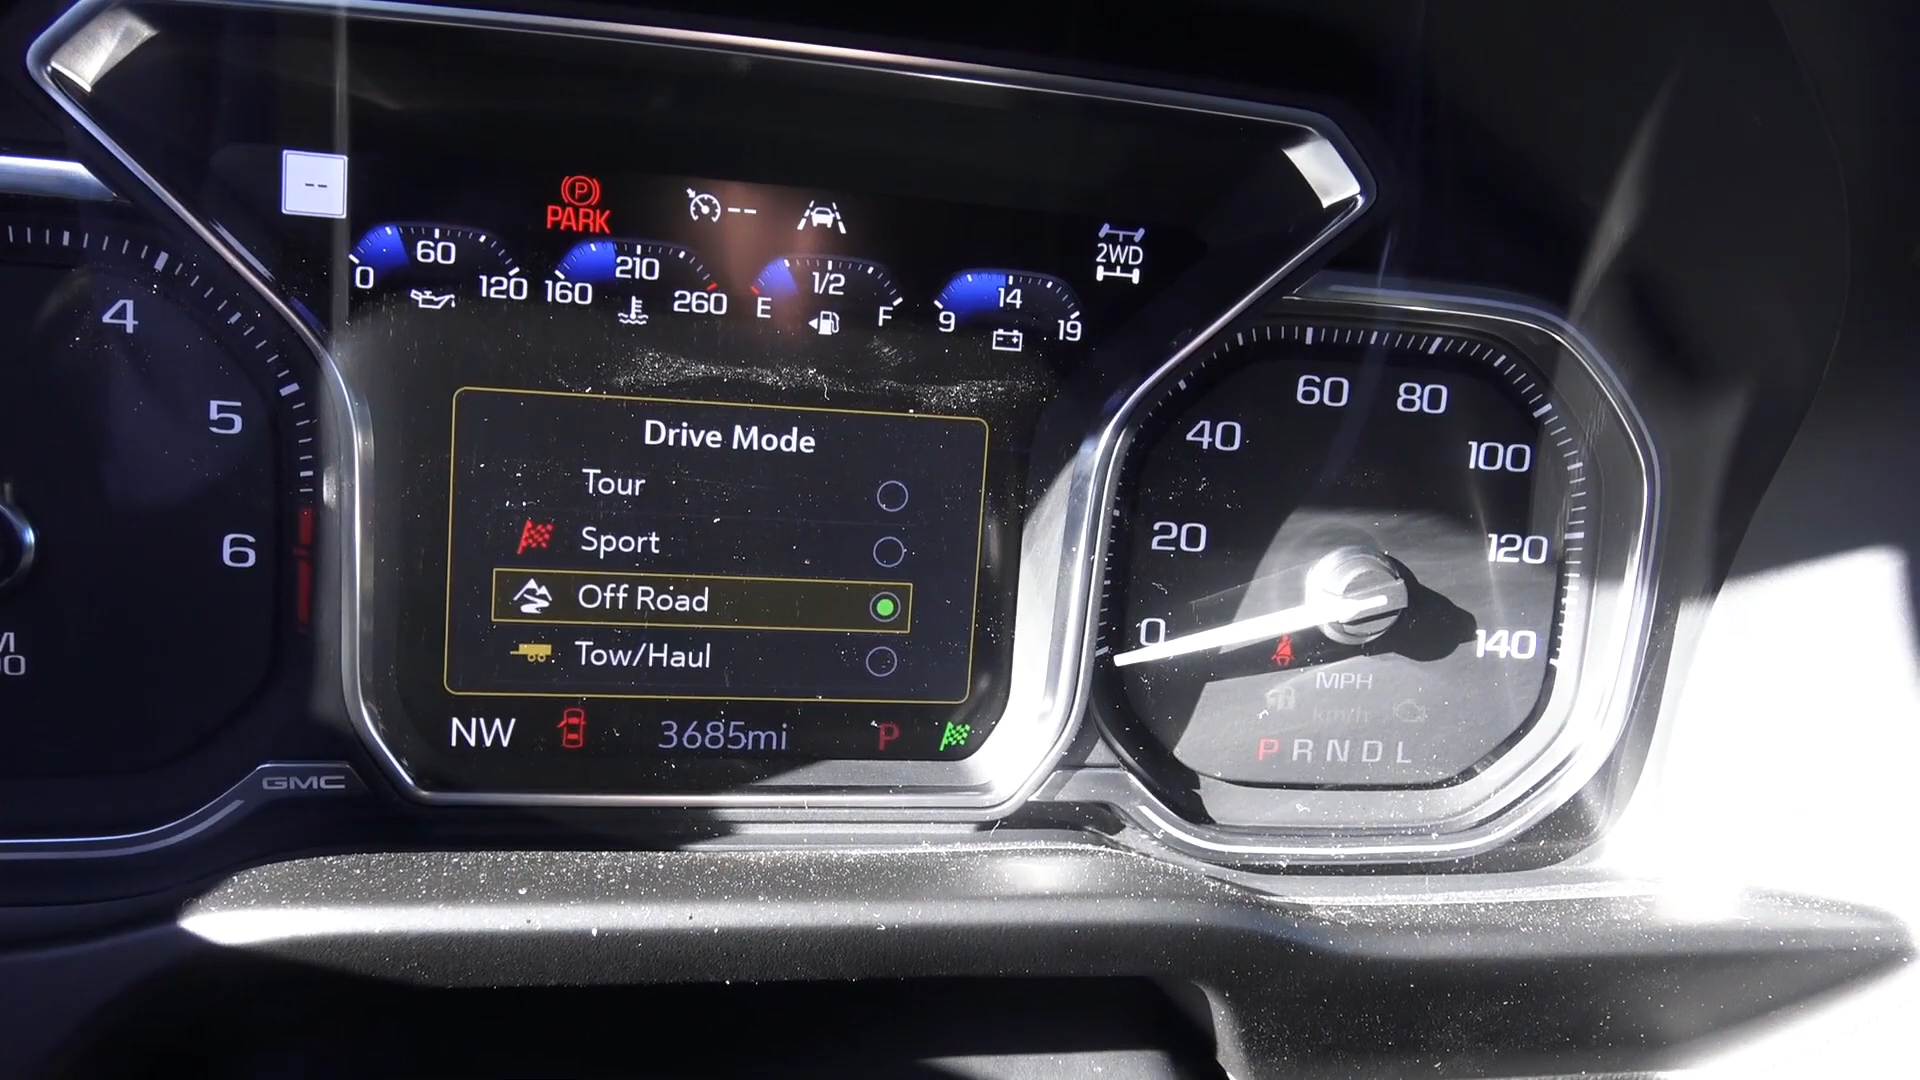 --
PARK
--
2WD
0 60 120
160 210 260
E 1/2 F
9 14 19
Drive Mode
Tour
Sport
Off Road
Tow/Haul
NW 3685mi P
4
5
6
GMC
0
20
40
60
80
100
120
140
MPH
km/h
P R N D L